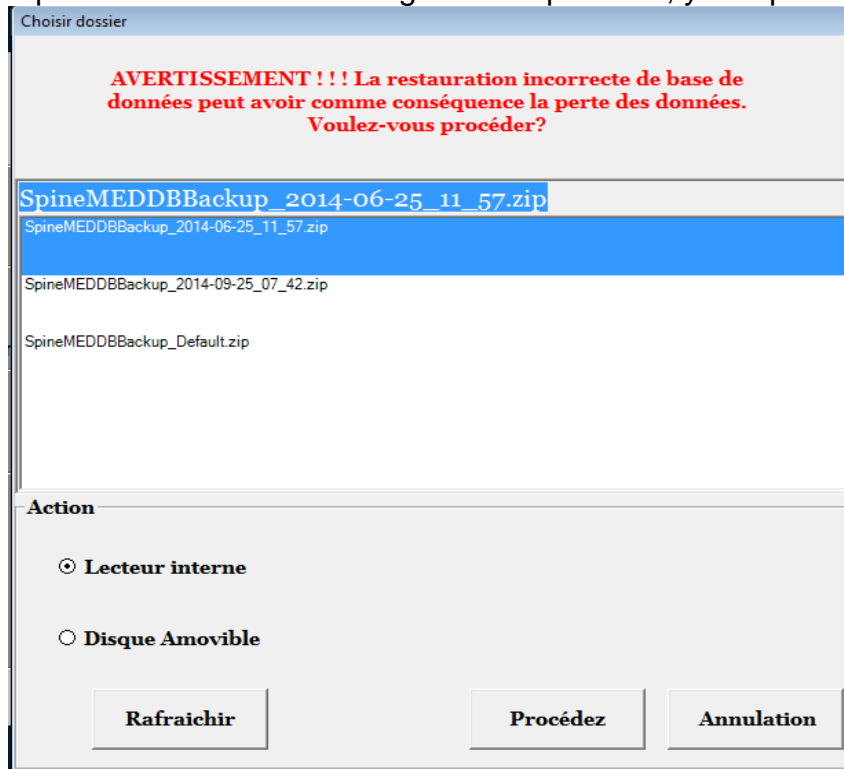 Choisir dossier
AVERTISSEMENT ! ! ! La restauration incorrecte de base de
données peut avoir comme conséquence la perte des données.
Voulez-vous procéder?
SpineMEDDBBackup_2014-06-25_11_57.zip
SpineMEDDBBackup_2014-06-25_11_57.zip
SpineMEDDBBackup_2014-09-25_07_42.zip
SpineMEDDBBackup_Default.zip
Action
Lecteur interne
Disque Amovible
Rafraichir
Procédez
Annulation